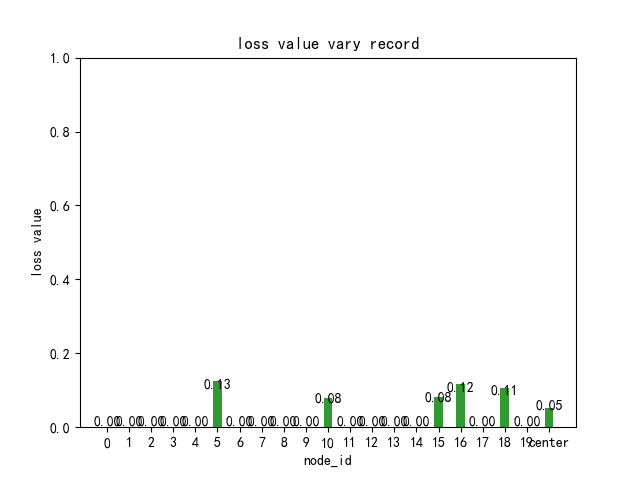 loss value vary record
1.0
0.8
0.6
0.4
0.2
0.0
loss value
0.00 0.00 0.00 0.00 0.00 0.13 0.00 0.00 0.00 0.00 0.08 0.00 0.00 0.00 0.00 0.08 0.12 0.00 0.11 0.00 0.05
0 1 2 3 4 5 6 7 8 9 10 11 12 13 14 15 16 17 18 19 center
node_id